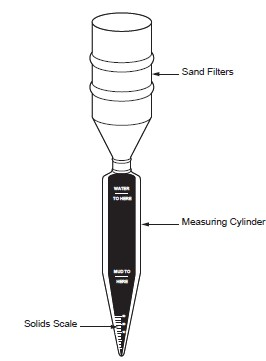 Sand Filters
WATER
TO HERE
Measuring Cylinder
MUD TO
HERE
Solids Scale